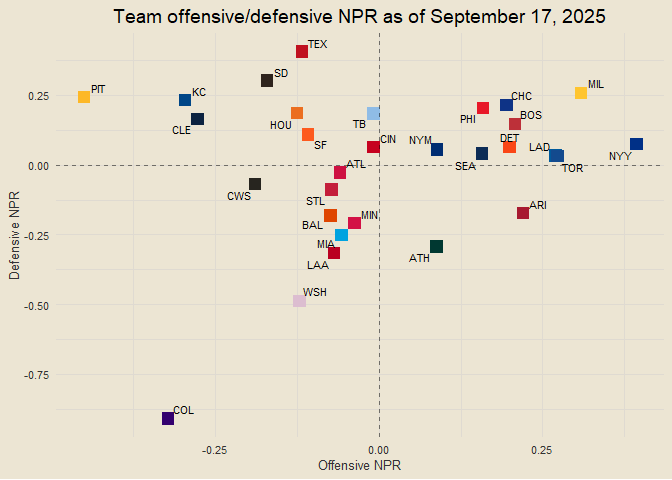 Team offensive/defensive NPR as of September 17, 2025
TEX
SD
PIT
KC
MIL
0.25
CHC
BOS
PHI
CLE
HOU
TB
SF
CIN
NYM
DET
LAD
NYY
SEA
TOR
0.00
ATL
CWS
STL
ARI
BAL
MIN
MIA
ATH
LAA
-0.25
WSH
-0.50
-0.75
COL
-0.25
0.00
0.25
Offensive NPR
Defensive NPR